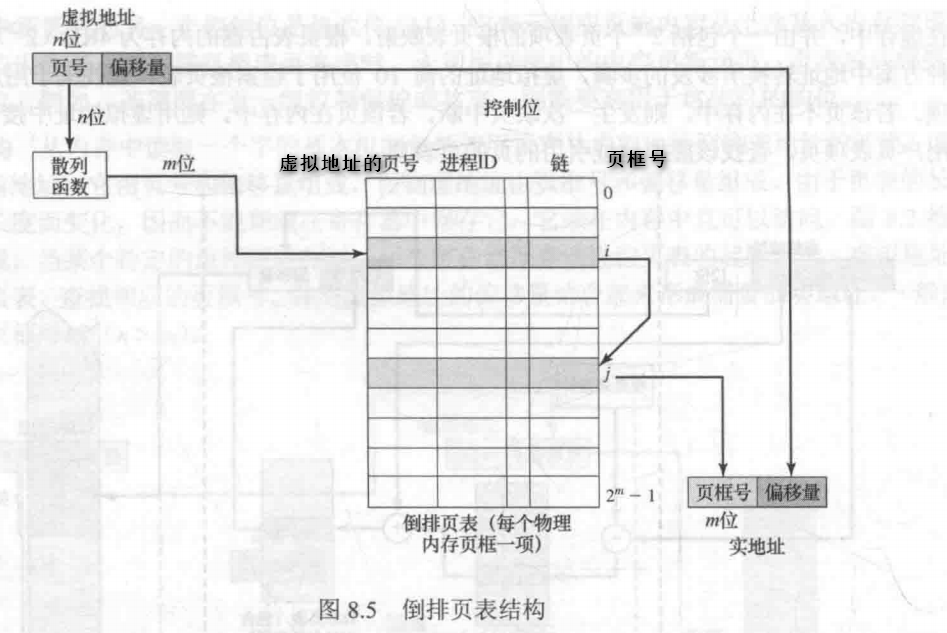 虚拟地址
n位
页号 偏移量
n位
散列
函数
m位
控制位
虚拟地址的页号 进程ID 链 页框号
0
i
j
2^m − 1
页框号 偏移量
m位
实地址
倒排页表（每个物理
内存页框一项）
图 8.5 倒排页表结构